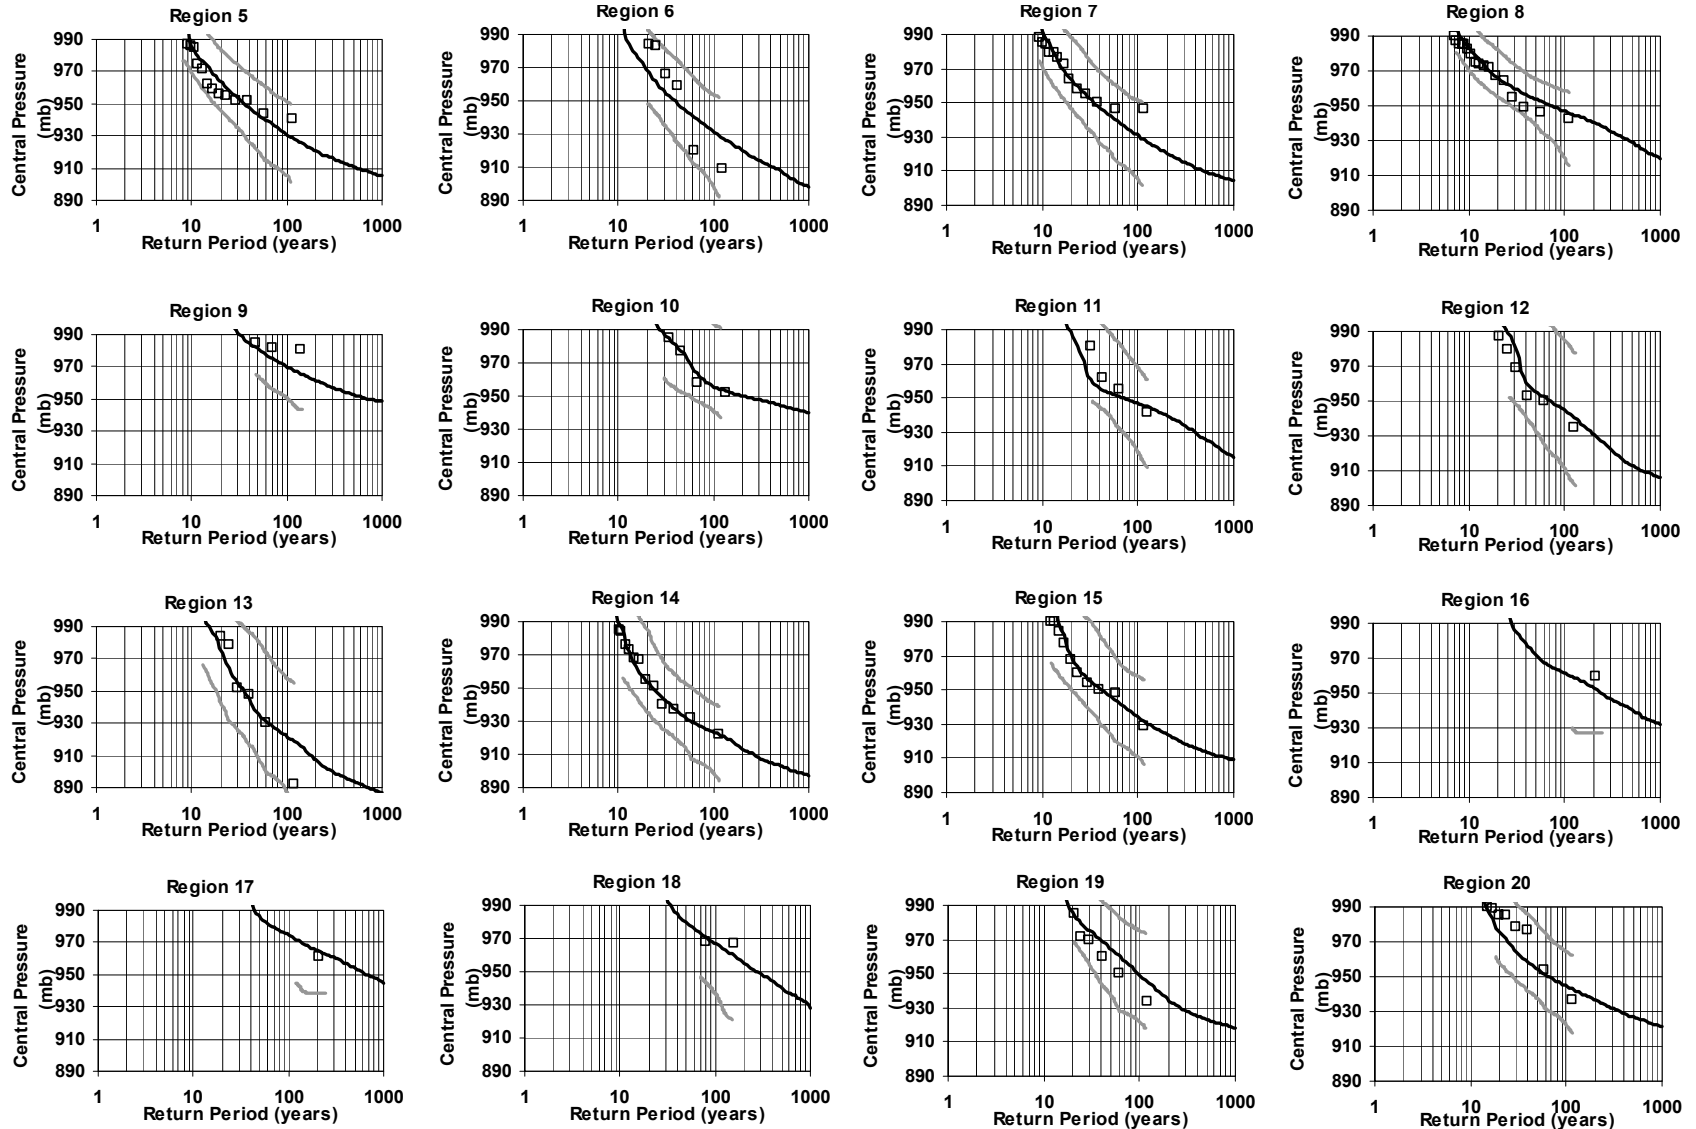 Region 5
Central Pressure
(mb)
990
970
950
930
910
890
1 10 100 1000
Return Period (years)
Region 6
Central Pressure
(mb)
990
970
950
930
910
890
1 10 100 1000
Return Period (years)
Region 7
Central Pressure
(mb)
990
970
950
930
910
890
1 10 100 1000
Return Period (years)
Region 8
Central Pressure
(mb)
990
970
950
930
910
890
1 10 100 1000
Return Period (years)
Region 9
Central Pressure
(mb)
990
970
950
930
910
890
1 10 100 1000
Return Period (years)
Region 10
Central Pressure
(mb)
990
970
950
930
910
890
1 10 100 1000
Return Period (years)
Region 11
Central Pressure
(mb)
990
970
950
930
910
890
1 10 100 1000
Return Period (years)
Region 12
Central Pressure
(mb)
990
970
950
930
910
890
1 10 100 1000
Return Period (years)
Region 13
Central Pressure
(mb)
990
970
950
930
910
890
1 10 100 1000
Return Period (years)
Region 14
Central Pressure
(mb)
990
970
950
930
910
890
1 10 100 1000
Return Period (years)
Region 15
Central Pressure
(mb)
990
970
950
930
910
890
1 10 100 1000
Return Period (years)
Region 16
Central Pressure
(mb)
990
970
950
930
910
890
1 10 100 1000
Return Period (years)
Region 17
Central Pressure
(mb)
990
970
950
930
910
890
1 10 100 1000
Return Period (years)
Region 18
Central Pressure
(mb)
990
970
950
930
910
890
1 10 100 1000
Return Period (years)
Region 19
Central Pressure
(mb)
990
970
950
930
910
890
1 10 100 1000
Return Period (years)
Region 20
Central Pressure
(mb)
990
970
950
930
910
890
1 10 100 1000
Return Period (years)